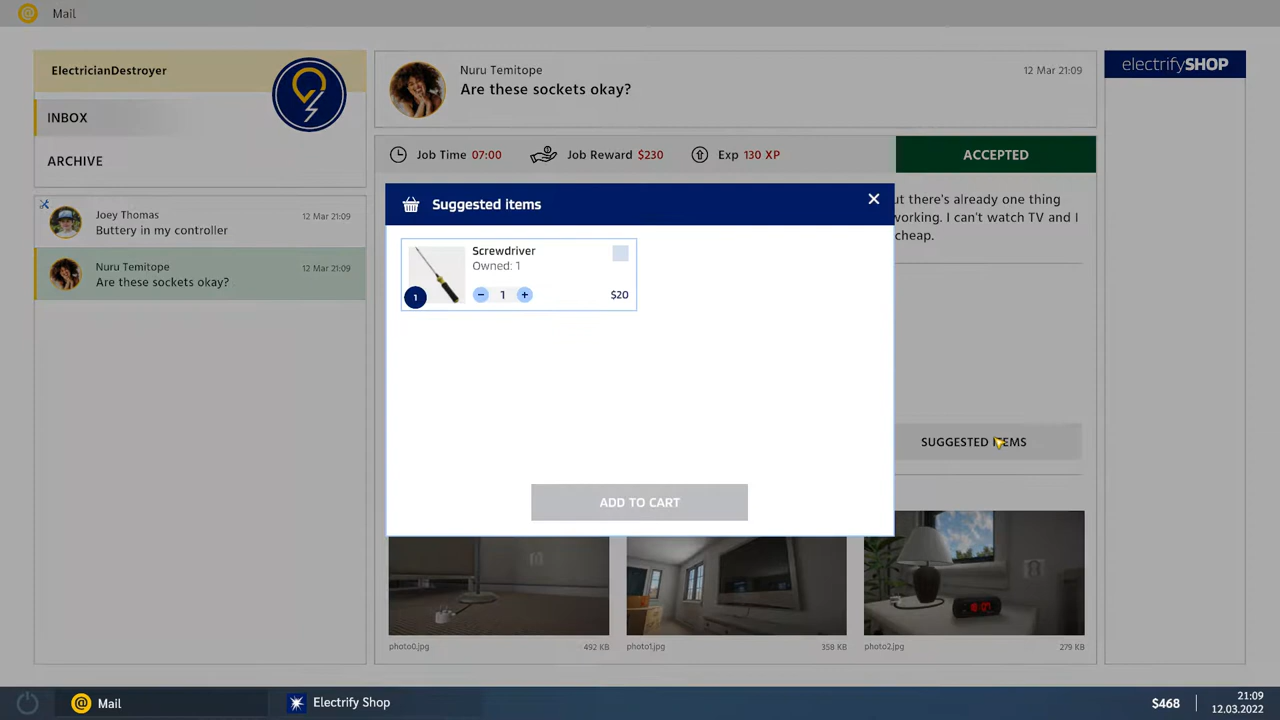 Mail
ElectricianDestroyer
INBOX
ARCHIVE
Joey Thomas
12 Mar 21:09
Buttery in my controller
Nuru Temitope
12 Mar 21:09
Are these sockets okay?
Nuru Temitope
12 Mar 21:09
Are these sockets okay?
Job Time 07:00
Job Reward $230
Exp 130 XP
ACCEPTED
ut there's already one thing
working. I can't watch TV and I
cheap.
Suggested items
Screwdriver
Owned: 1
1
1
$20
ADD TO CART
SUGGESTED ITEMS
photo0.jpg
492 KB
photo1.jpg
358 KB
photo2.jpg
279 KB
electrifySHOP
Mail
Electrify Shop
$468
21:09
12.03.2022